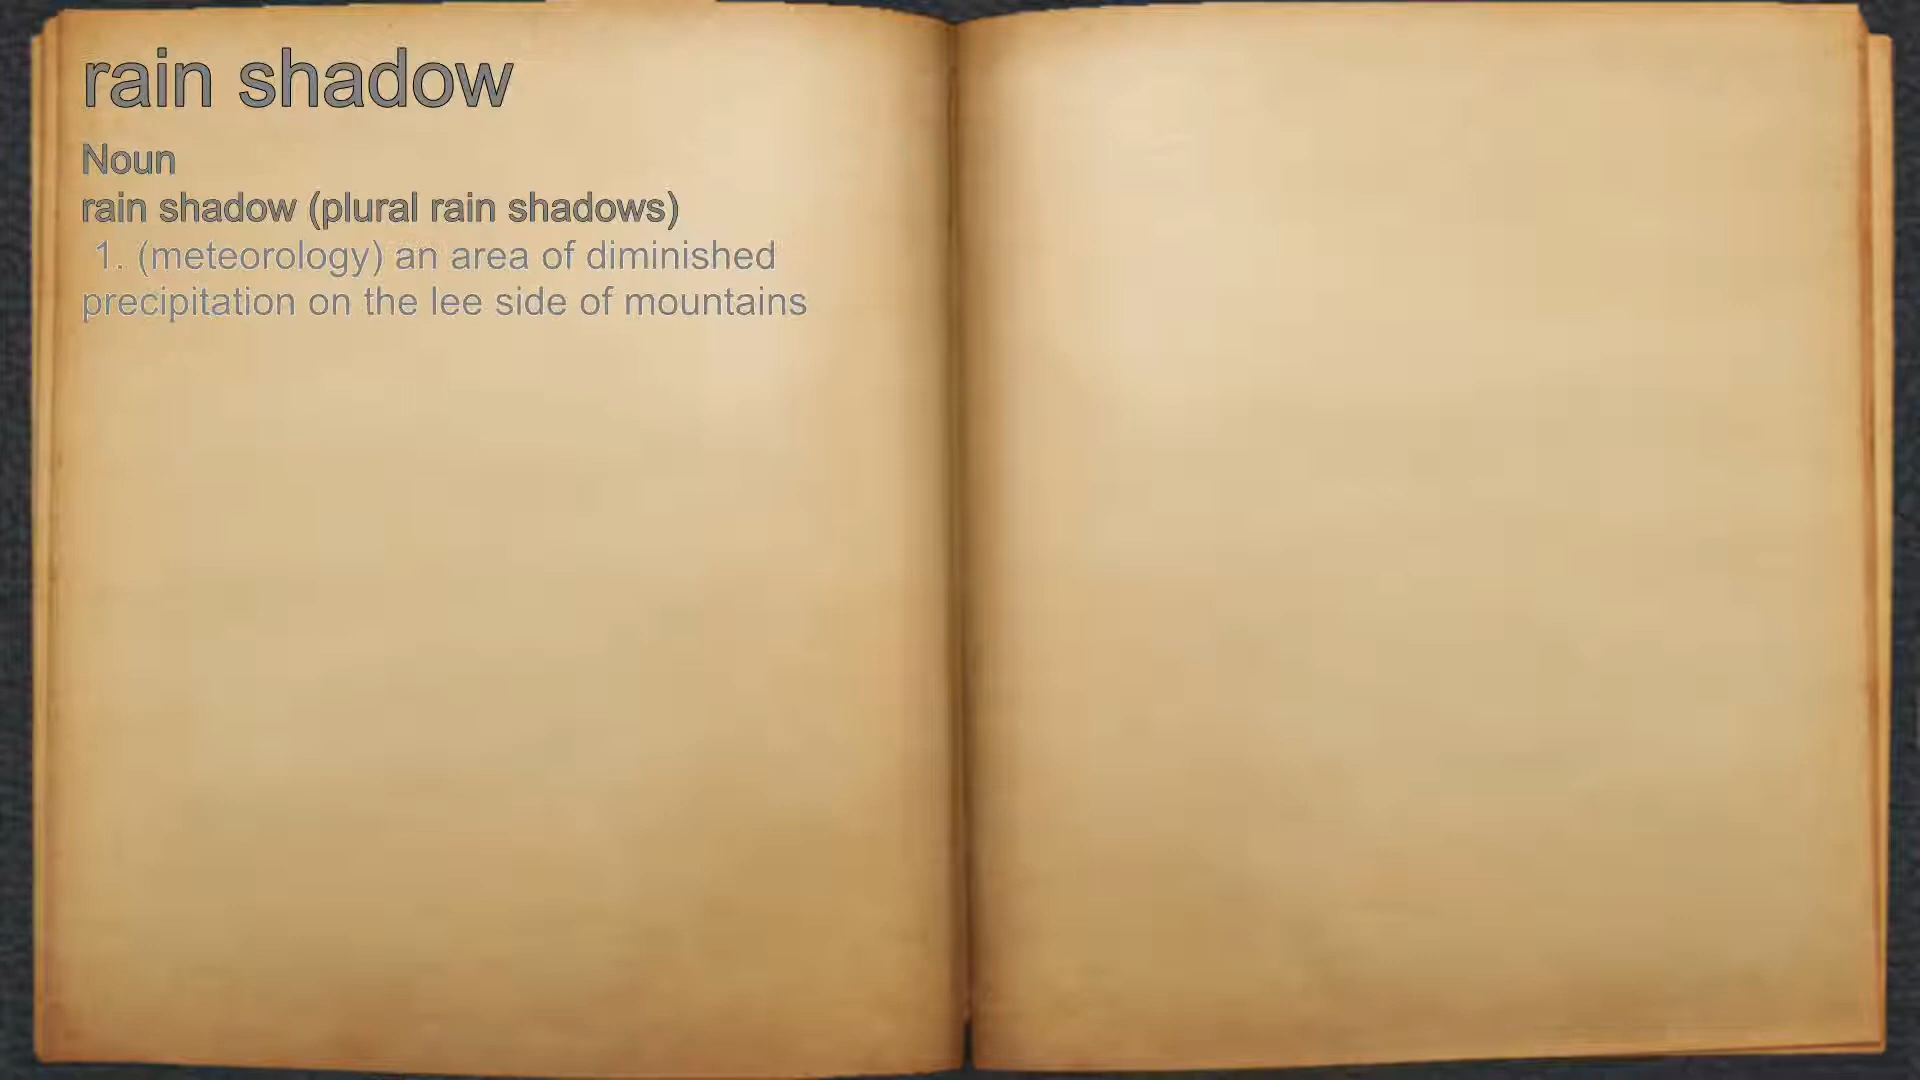 rain shadow
Noun
rain shadow (plural rain shadows)
1. (meteorology) an area of diminished
precipitation on the lee side of mountains